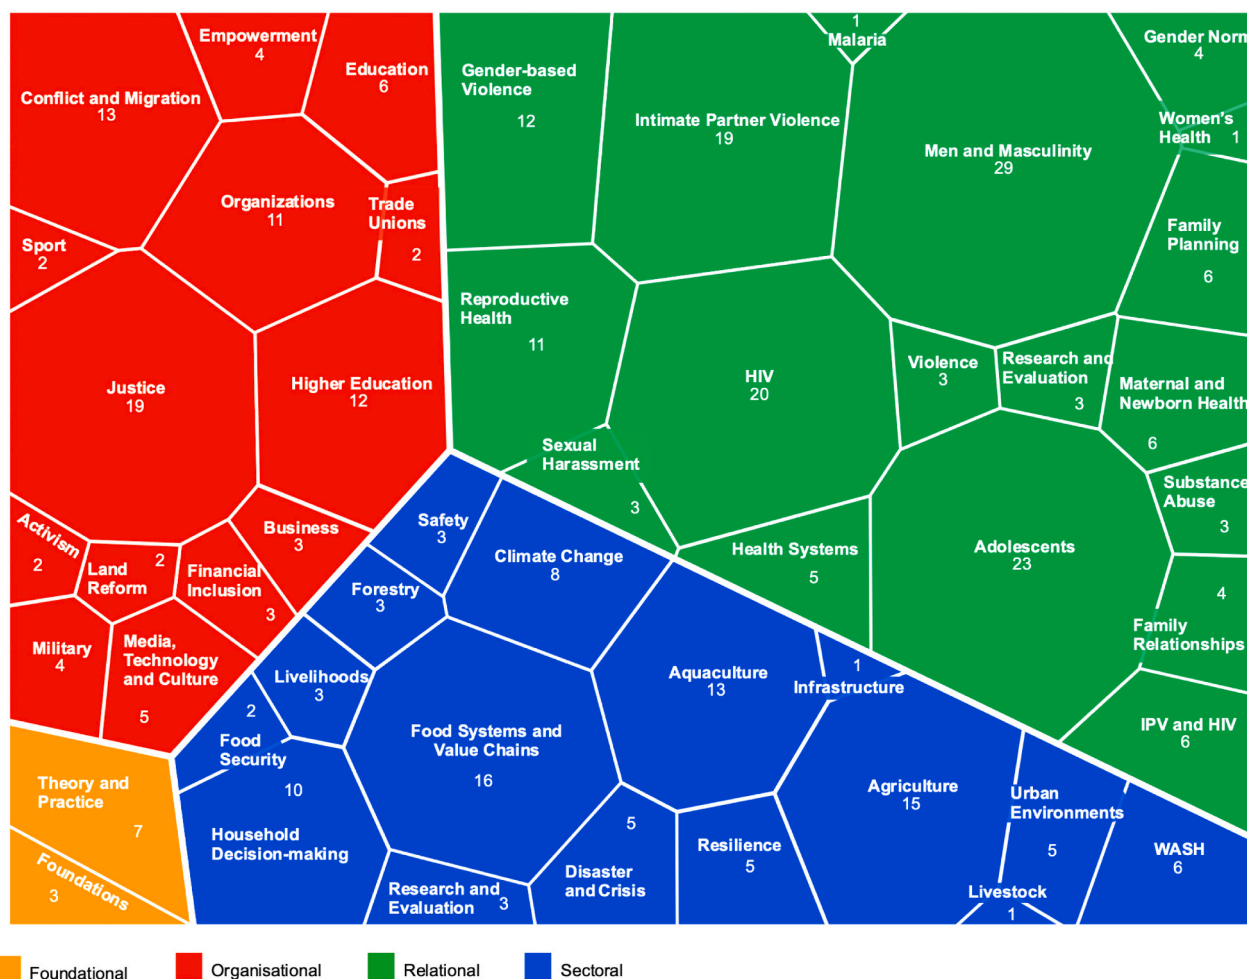 Empowerment
4
Education
6
Conflict and Migration
13
Organizations
11
Trade
Unions
2
Sport
2
Justice
19
Higher Education
12
Business
3
Activism
2
Land
Reform
2
Financial
Inclusion
3
Military
4
Media,
Technology
and Culture
5
Gender-based
Violence
12
Intimate Partner Violence
19
1
Malaria
Men and Masculinity
29
Gender Norm
4
Women's
Health 1
Family
Planning
6
Reproductive
Health
11
HIV
20
Violence
3
Research and
Evaluation
3
Maternal and
Newborn Health
6
Sexual
Harassment
3
Health Systems
5
Adolescents
23
Substance
Abuse
3
4
Family
Relationships
IPV and HIV
6
Safety
3
Climate Change
8
Forestry
3
Livelihoods
3
2
Food
Security
10
Household
Decision-making
Food Systems and
Value Chains
16
Aquaculture
13
1
Infrastructure
Agriculture
15
Urban
Environments
5
WASH
6
Livestock
1
Resilience
5
5
Disaster
and Crisis
Research and
Evaluation 3
Theory and
Practice
7
Foundations
3
Foundational
Organisational
Relational
Sectoral